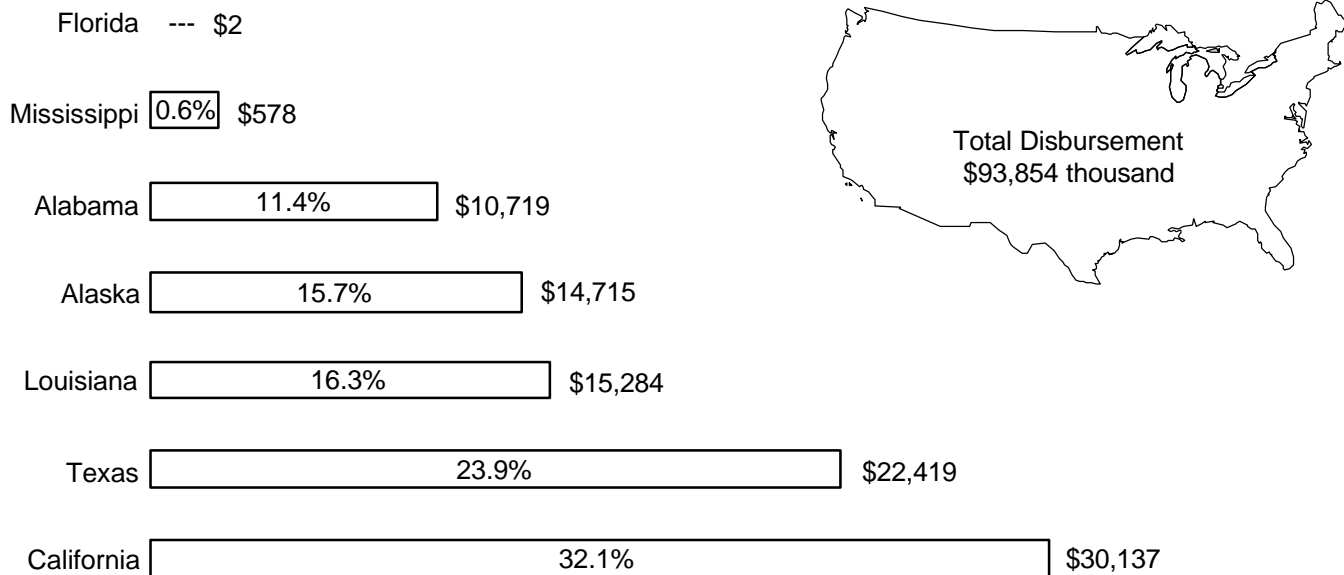 Florida --- $2
Mississippi 0.6% $578
Total Disbursement
$93,854 thousand
Alabama 11.4% $10,719
Alaska 15.7% $14,715
Louisiana 16.3% $15,284
Texas 23.9% $22,419
California 32.1% $30,137